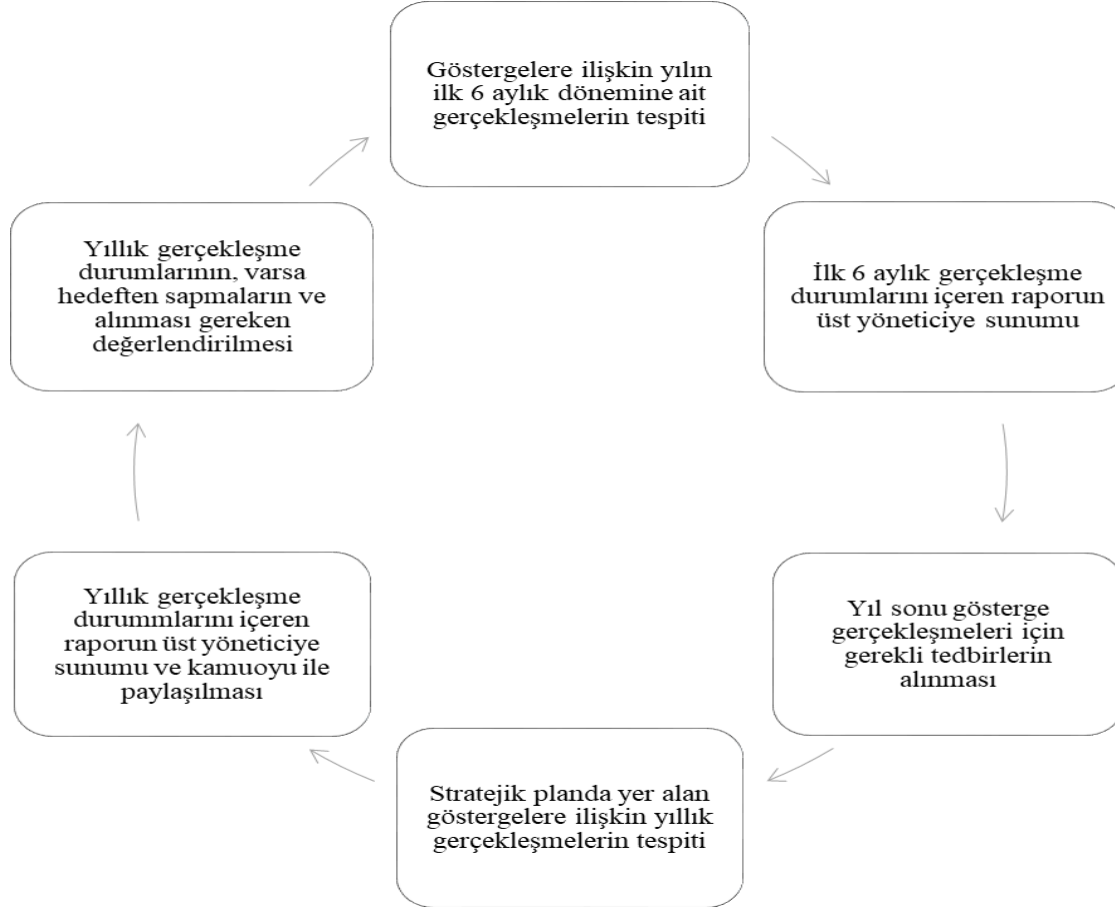 Göstergelere ilişkin yılın
ilk 6 aylık dönemine ait
gerçekleşmelerin tespiti
İlk 6 aylık gerçekleşme
durumlarını içeren raporun
üst yöneticiye sunumu
Yıl sonu gösterge
gerçekleşmeleri için
gerekli tedbirlerin
alınması
Stratejik planda yer alan
göstergelere ilişkin yıllık
gerçekleşmelerin tespiti
Yıllık gerçekleşme
durummlarını içeren
raporun üst yöneticiye
sunumu ve kamuoyu ile
paylaşılması
Yıllık gerçekleşme
durumlarının, varsa
hedeften sapmaların ve
alınması gereken
değerlendirilmesi